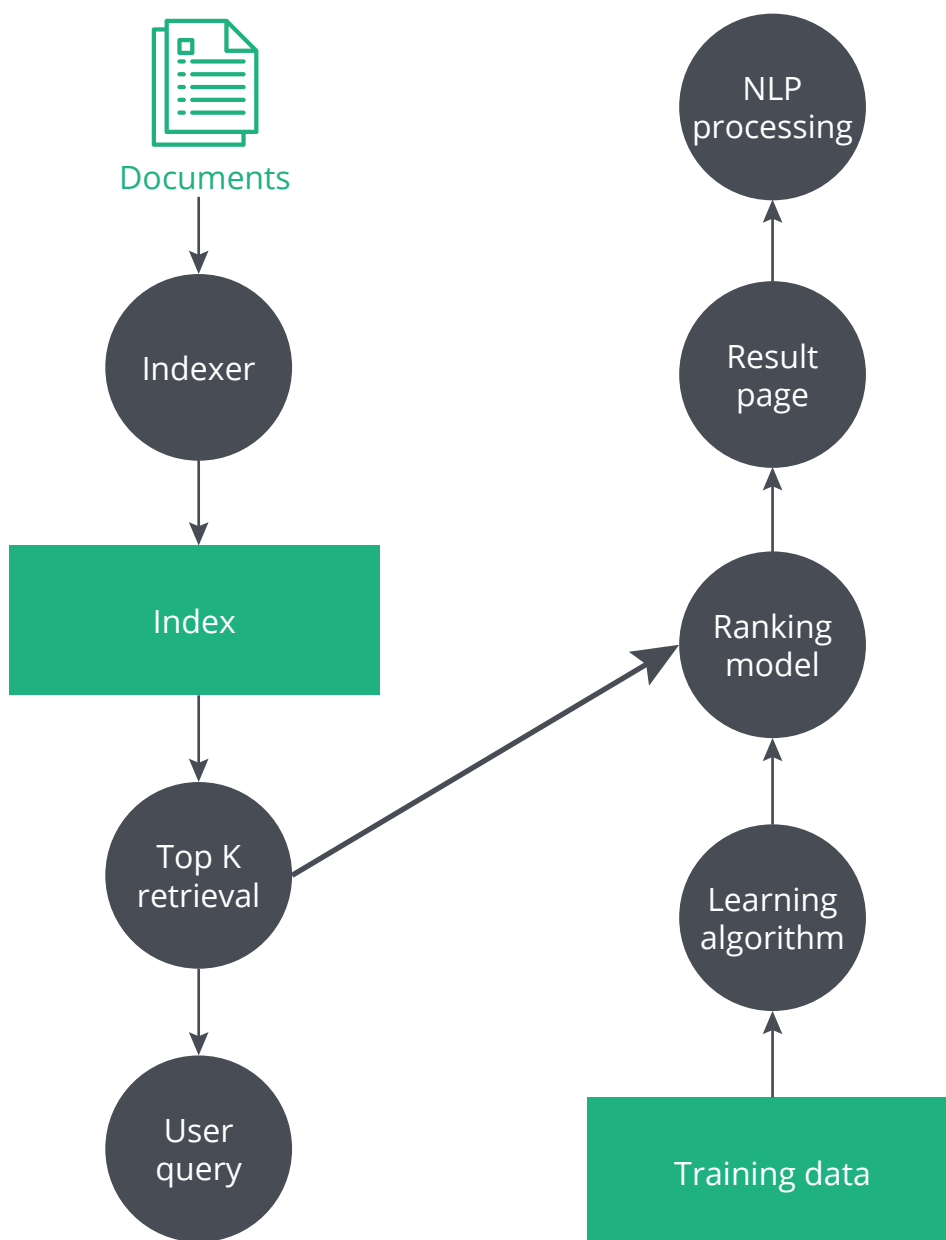 Documents
Indexer
Index
Top K
retrieval
User
query
NLP
processing
Result
page
Ranking
model
Learning
algorithm
Training data